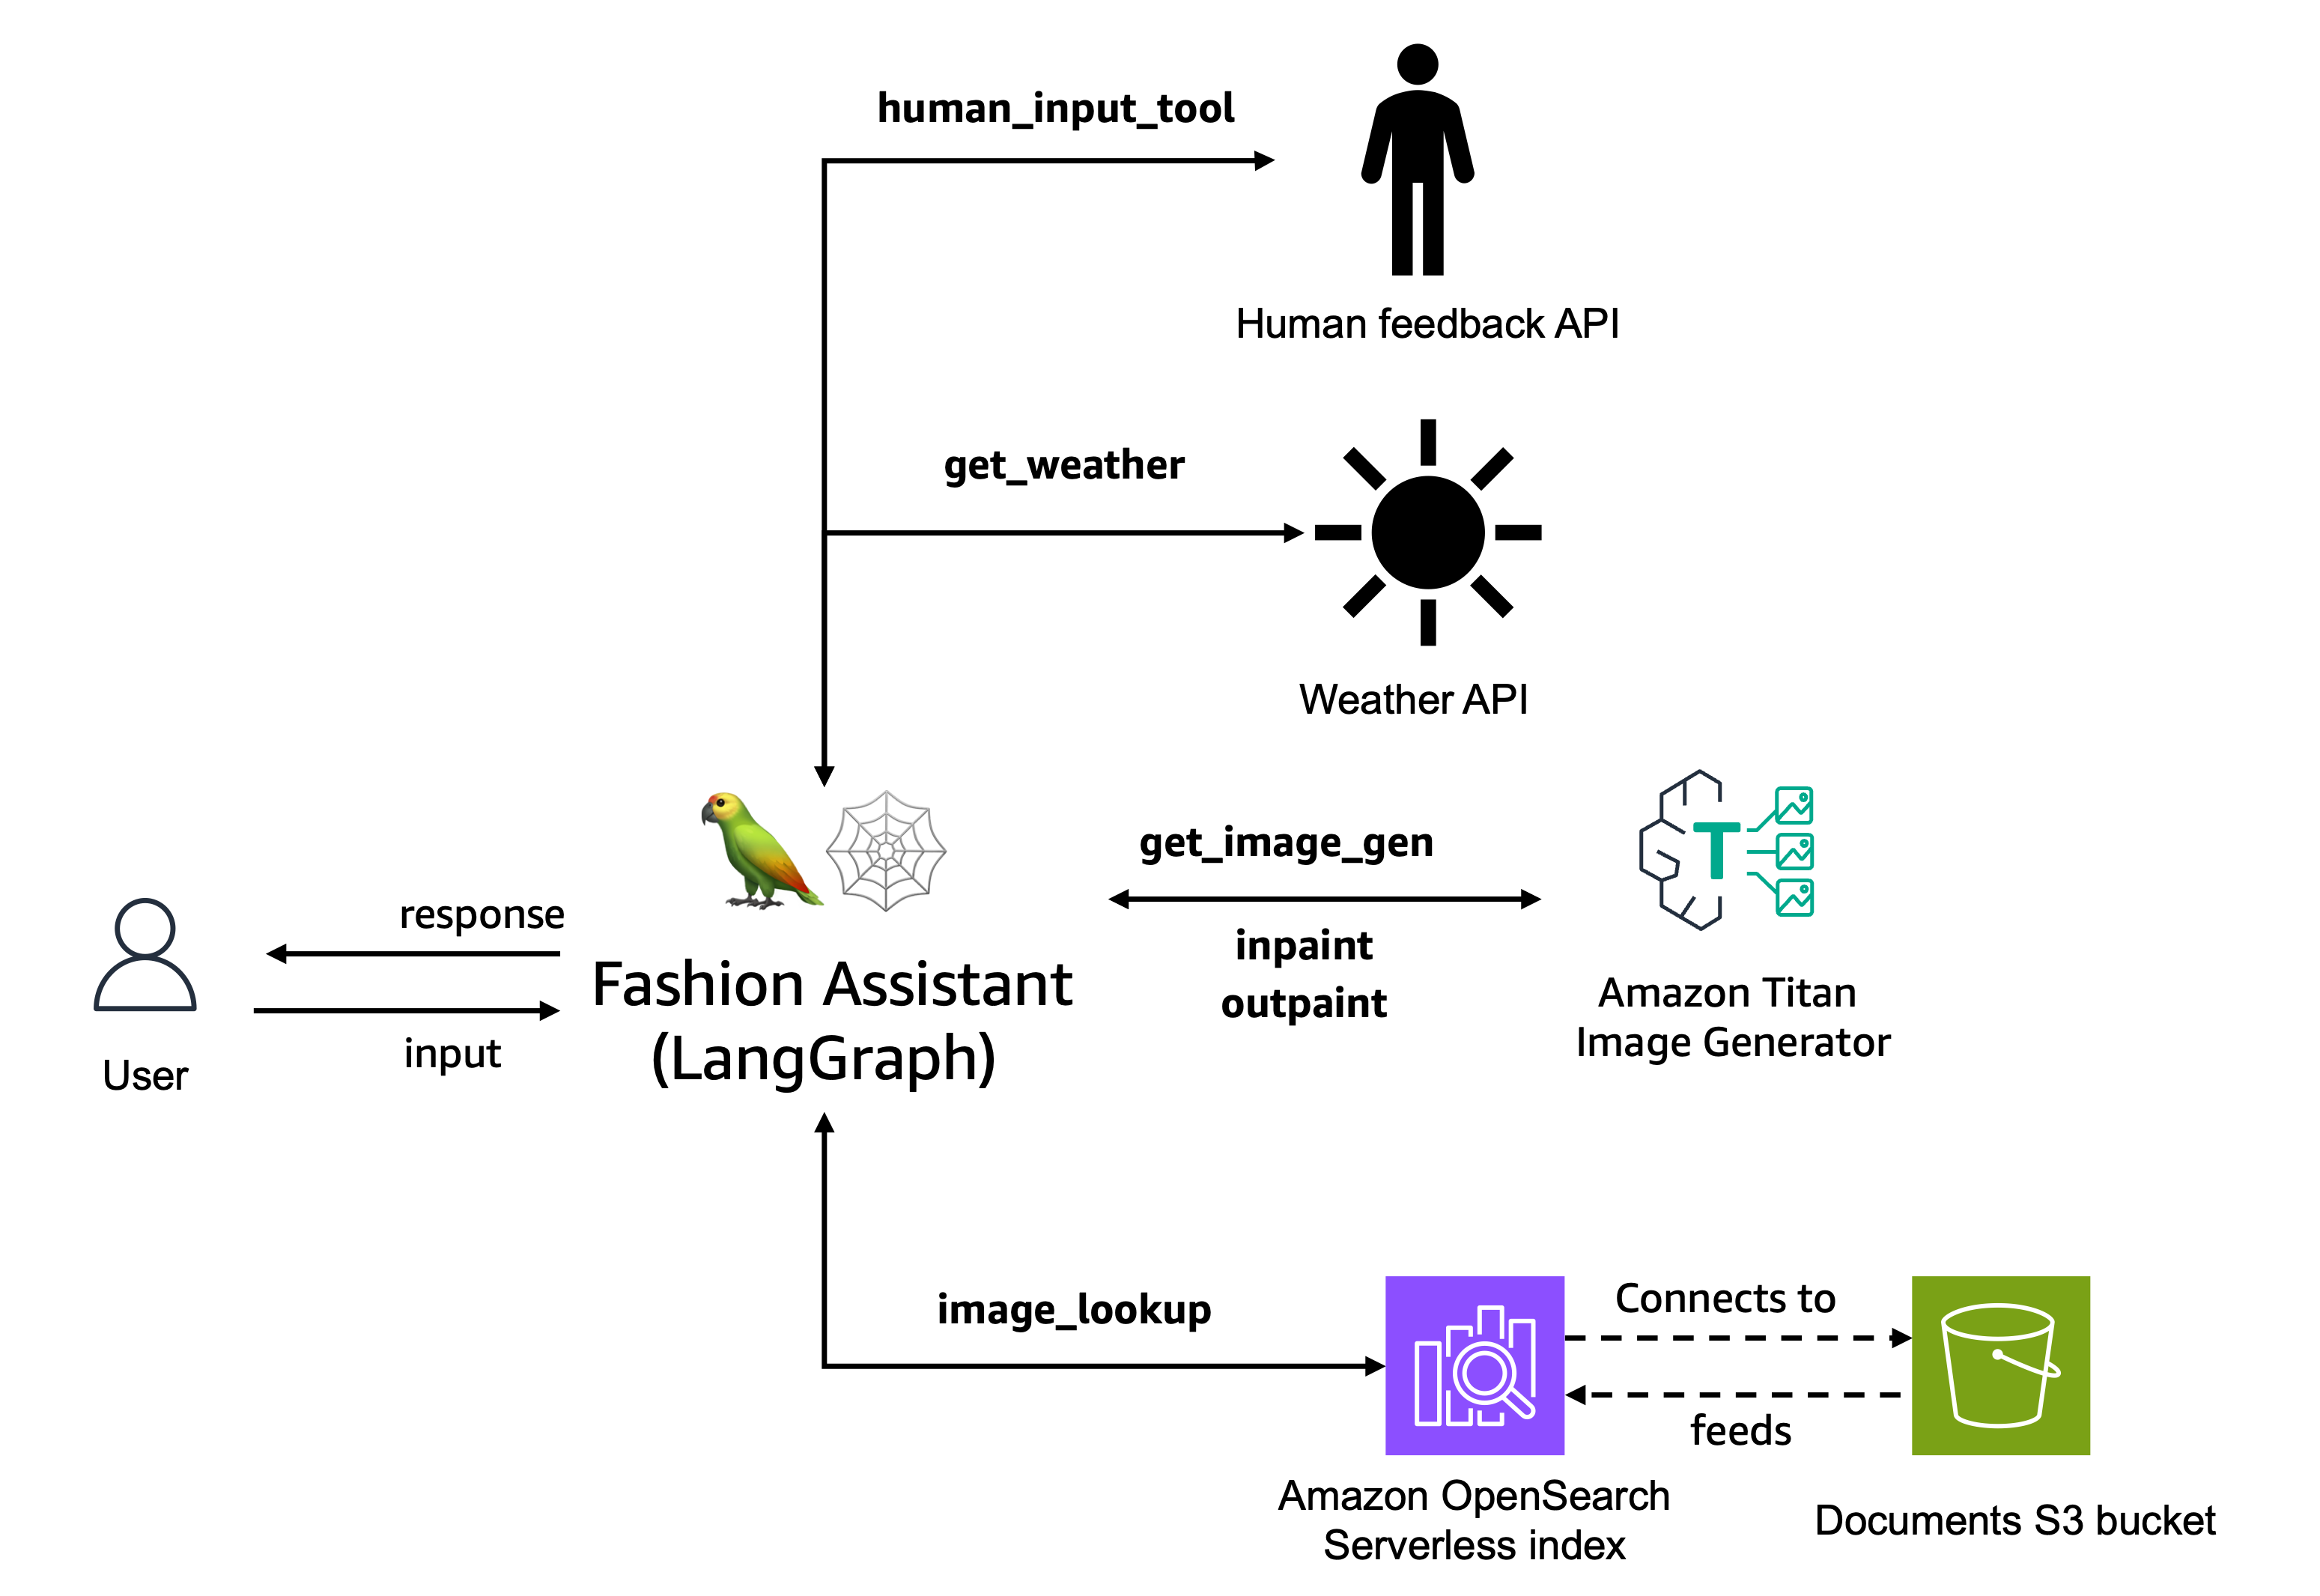 human_input_tool
Human feedback API
get_weather
Weather API
get_image_gen
inpaint
outpaint
Amazon Titan
Image Generator
response
input
User
Fashion Assistant
(LangGraph)
image_lookup
Connects to
feeds
Amazon OpenSearch
Serverless index
Documents S3 bucket
T